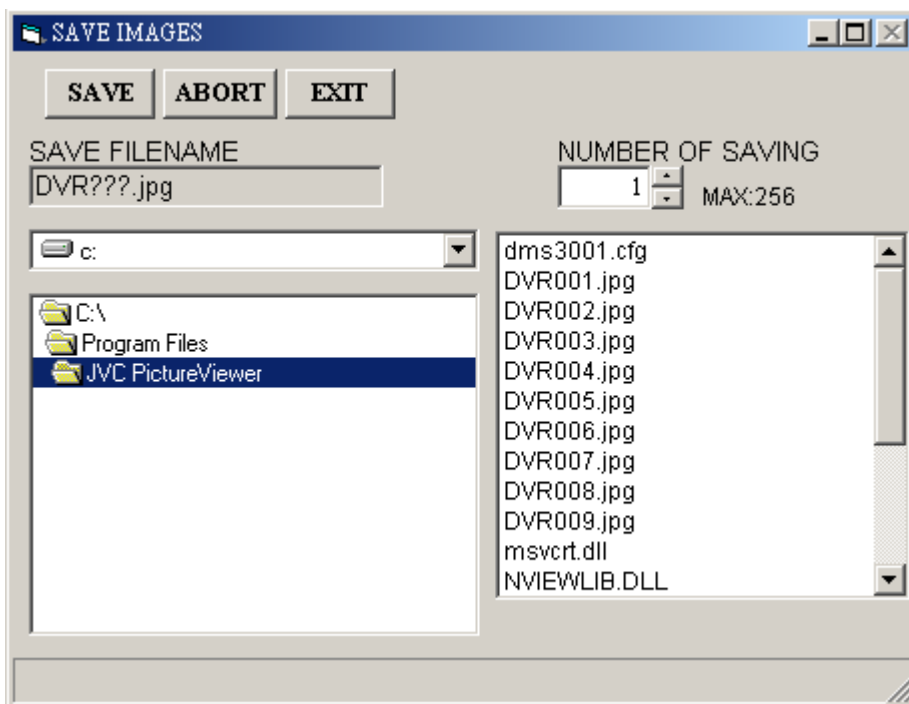 SAVE IMAGES
SAVE ABORT EXIT
SAVE FILENAME
DVR???.jpg
NUMBER OF SAVING
1 MAX:256
c:
C:\
Program Files
JVC PictureViewer
dms3001.cfg
DVR001.jpg
DVR002.jpg
DVR003.jpg
DVR004.jpg
DVR005.jpg
DVR006.jpg
DVR007.jpg
DVR008.jpg
DVR009.jpg
msvcrt.dll
NVIEWLIB.DLL